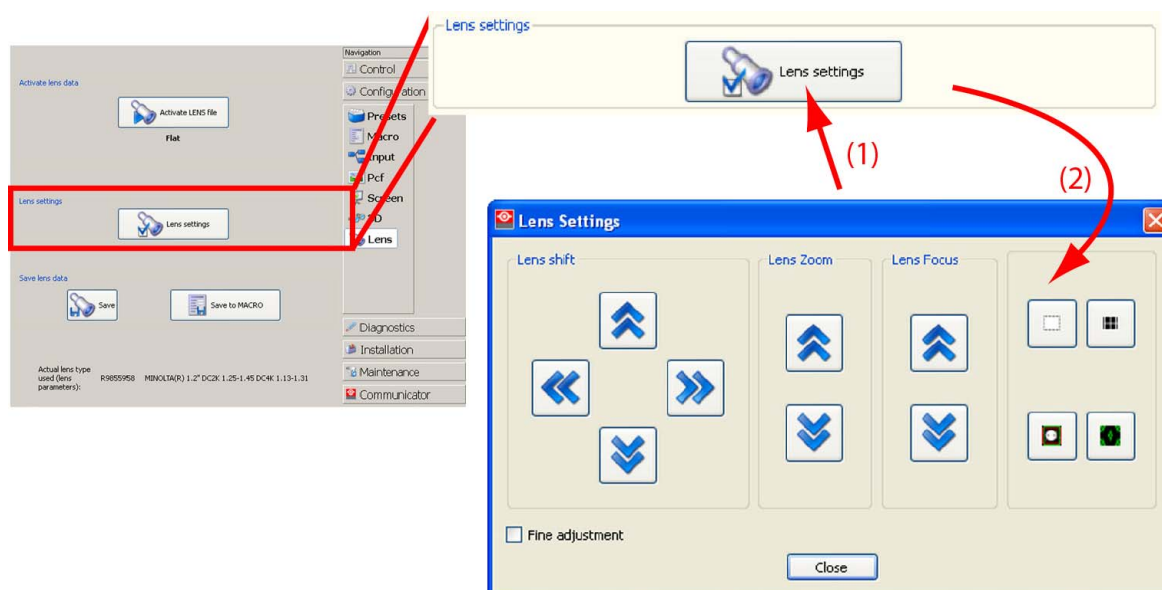 Activate lens data
Activate LENS file
Flat
Lens settings
Lens settings
Save lens data
Save
Save to MACRO
Actual lens type
used (lens
parameters):
R9855958 MINOLTA(R) 1.2" DC2K 1.25-1.45 DC4K 1.13-1.31
Navigation
Control
Configuration
Presets
Macro
Input
Pcf
Screen
Lens
Diagnostics
Installation
Maintenance
Communicator
Lens settings
Lens settings
(1)
(2)
Lens Settings
Lens shift
Lens Zoom
Lens Focus
Fine adjustment
Close